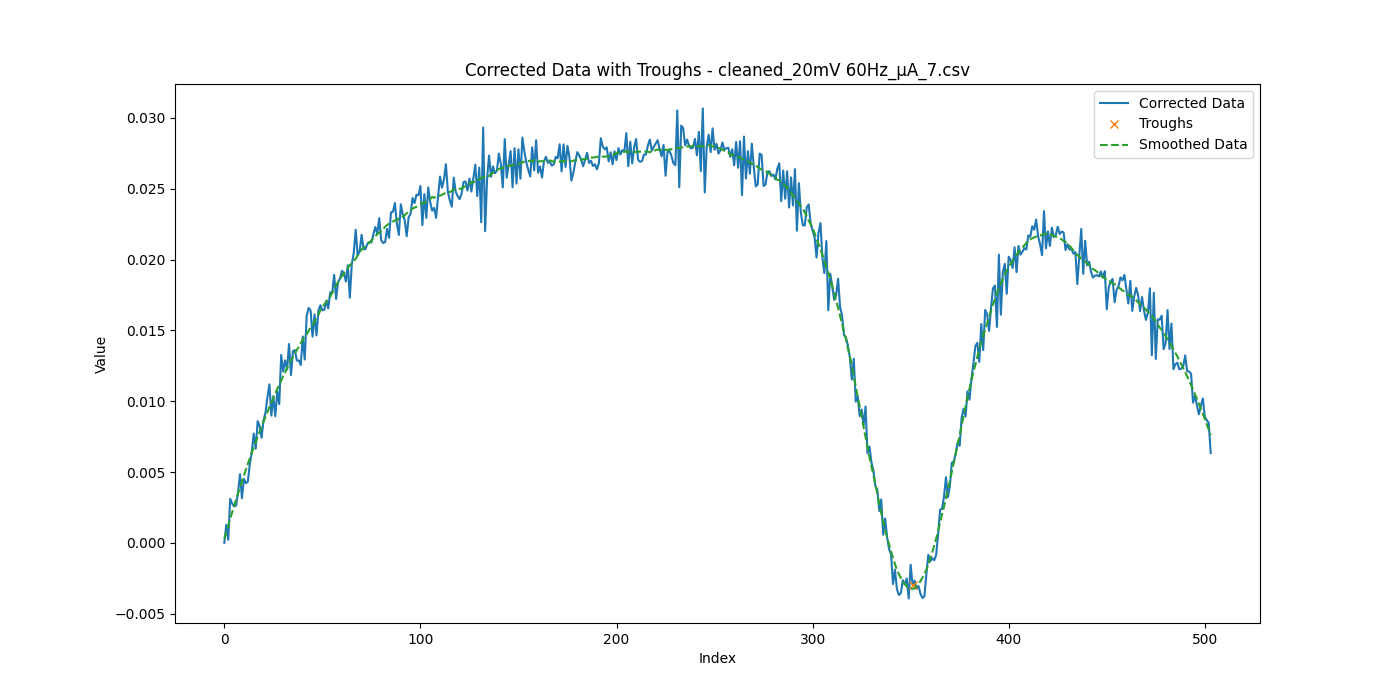 Corrected Data with Troughs - cleaned_20mV 60Hz_µA_7.csv
Corrected Data
Troughs
Smoothed Data
Value
0.030
0.025
0.020
0.015
0.010
0.005
0.000
−0.005
0 100 200 300 400 500
Index